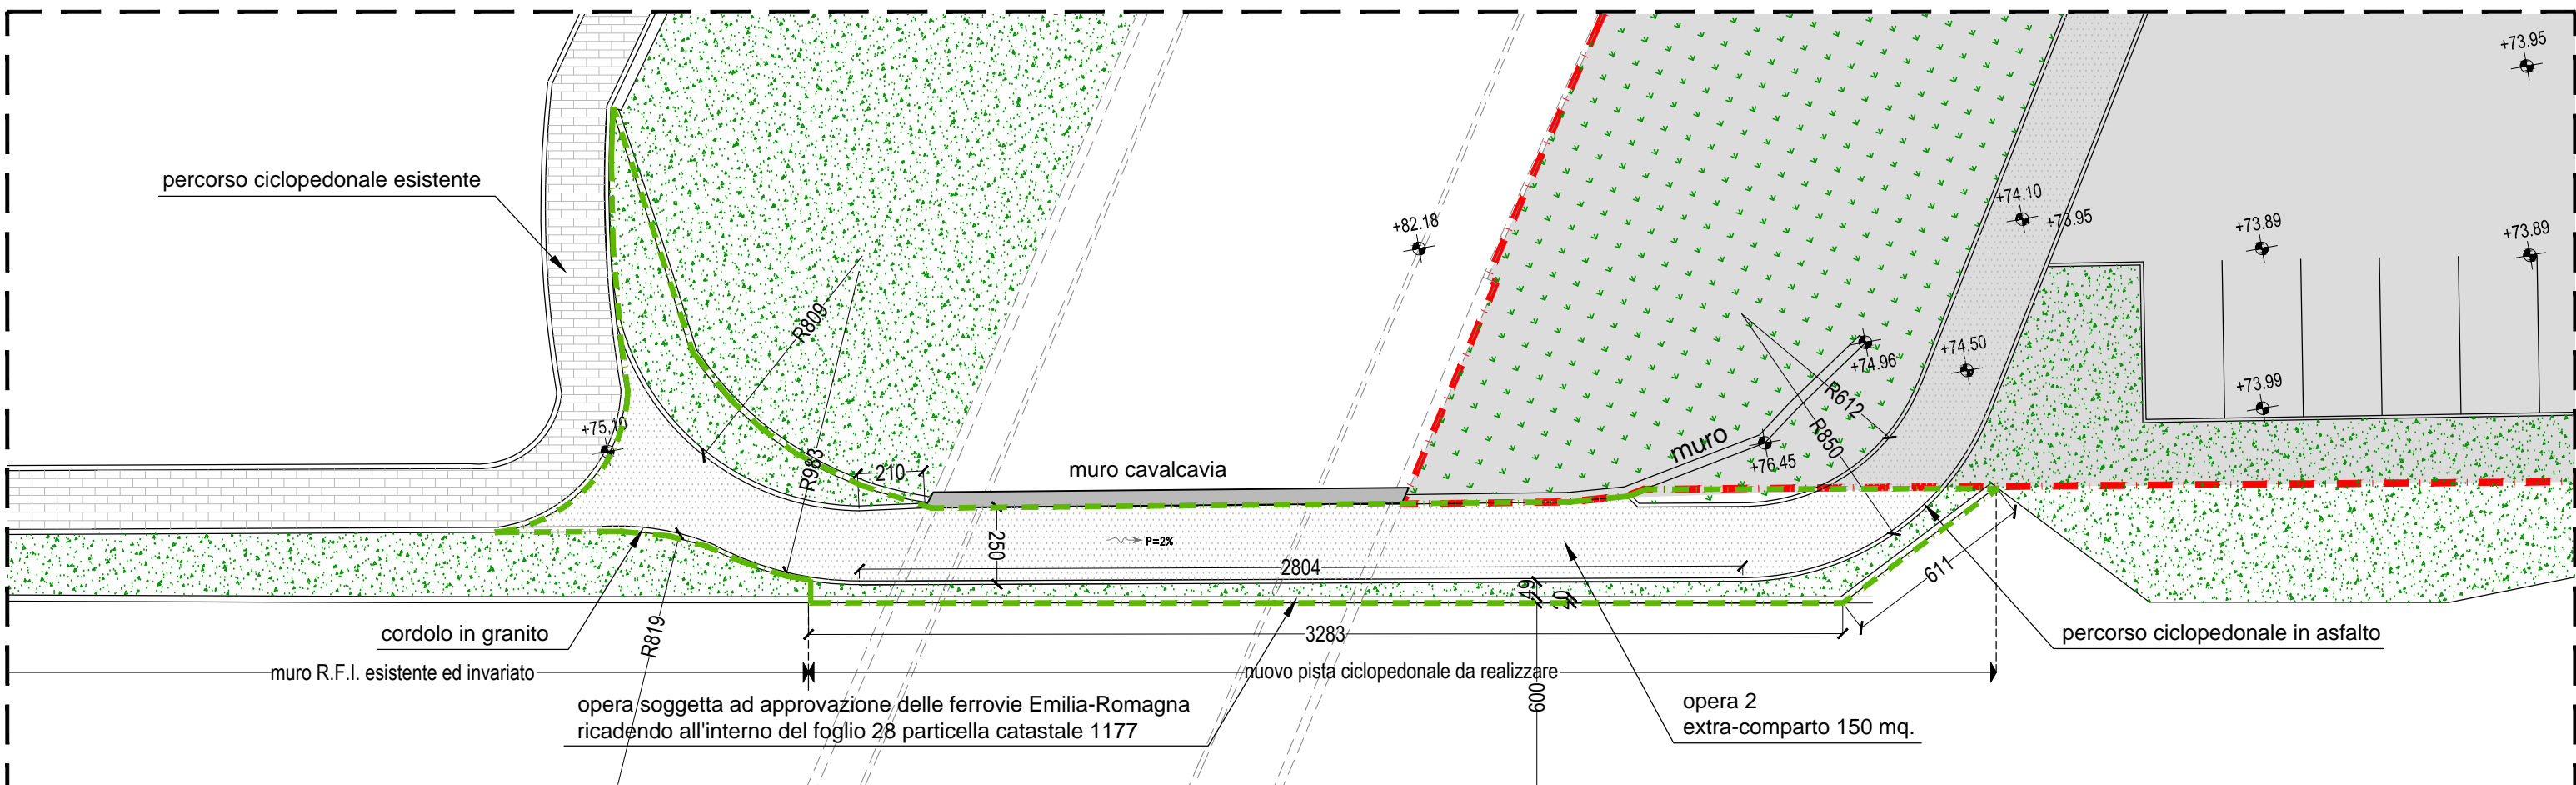 +73.95
percorso ciclopedonale esistente
+74.10
+73.95
+82.18
+73.89
+73.89
R809
+74.50
+74.96
+73.99
R612
R850
+75.10
muro
+76.45
muro cavalcavia
210
R983
250
P=2%
2804
49
40
611
cordolo in granito
R819
3283
percorso ciclopedonale in asfalto
muro R.F.I. esistente ed invariato
nuovo pista ciclopedonale da realizzare
600
opera soggetta ad approvazione delle ferrovie Emilia-Romagna
ricadendo all'interno del foglio 28 particella catastale 1177
opera 2
extra-comparto 150 mq.